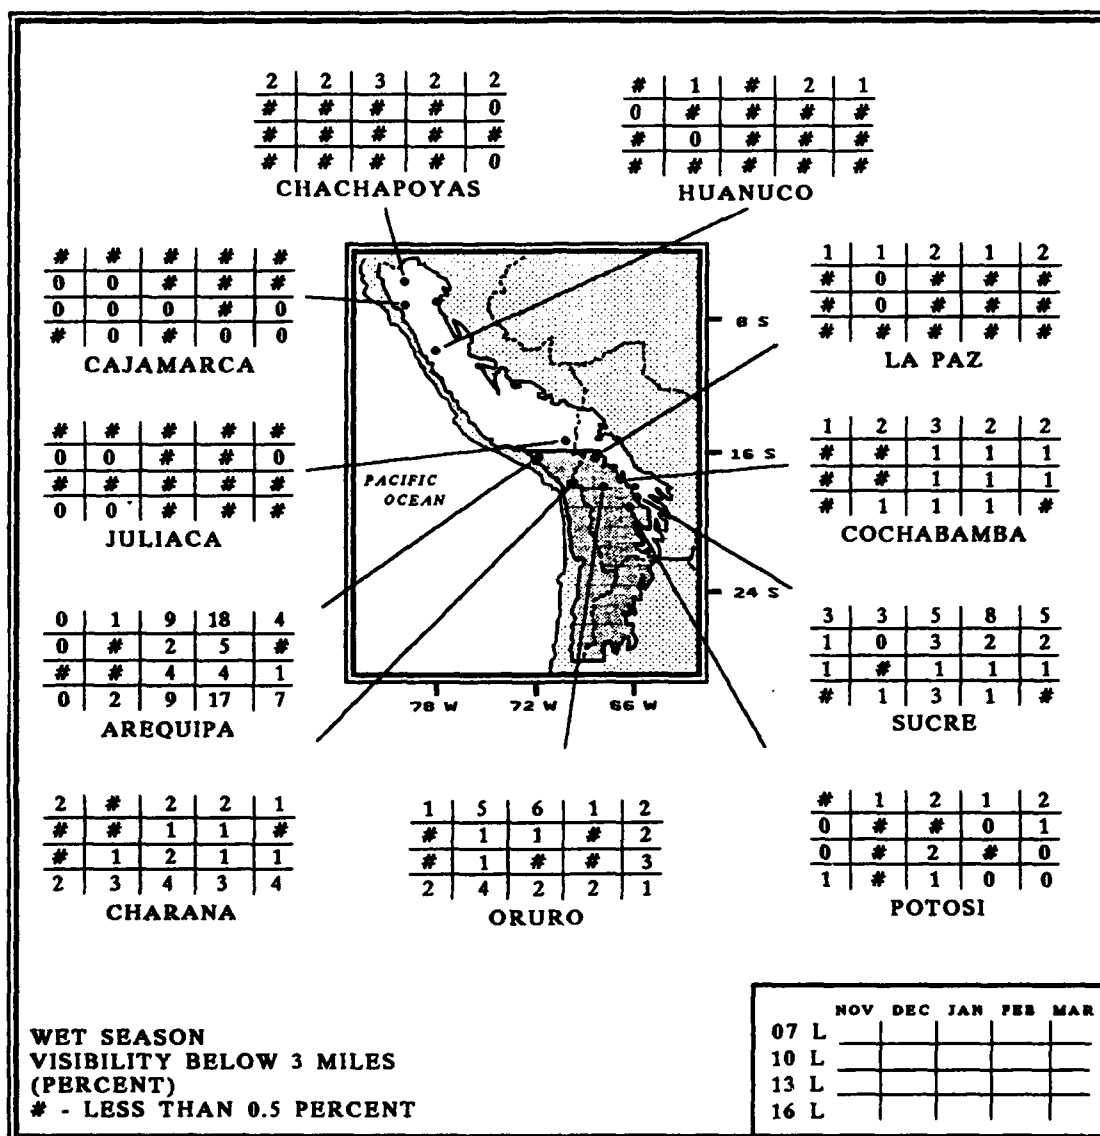 2 2 3 2 2
# # # # 0
# # # # #
# # # # 0
CHACHAPOYAS
# 1 # 2 1
0 # # # #
# 0 # # #
# # # # #
HUANUCO
# # # # #
0 0 # # #
0 0 0 # 0
# 0 # 0 0
CAJAMARCA
1 1 2 1 2
# 0 # # #
# 0 # # #
# # # # #
LA PAZ
# # # # #
0 0 # # 0
# # # # #
0 0 # # #
JULIACA
1 2 3 2 2
# # 1 1 1
# # 1 1 1
# 1 1 1 #
COCHABAMBA
0 1 9 18 4
0 # 2 5 #
# # 4 4 1
0 2 9 17 7
AREQUIPA
3 3 5 8 5
1 0 3 2 2
1 # 1 1 1
# 1 3 1 #
SUCRE
2 # 2 2 1
# # 1 1 #
# 1 2 1 1
2 3 4 3 4
CHARANA
1 5 6 1 2
# 1 1 # 2
# 1 # # 3
2 4 2 2 1
ORURO
# 1 2 1 2
0 # # 0 1
0 # 2 # 0
1 # 1 0 0
POTOSI
PACIFIC
OCEAN
8 S
16 S
24 S
78 W 72 W 66 W
WET SEASON
VISIBILITY BELOW 3 MILES
(PERCENT)
# - LESS THAN 0.5 PERCENT
NOV DEC JAN FEB MAR
07 L
10 L
13 L
16 L